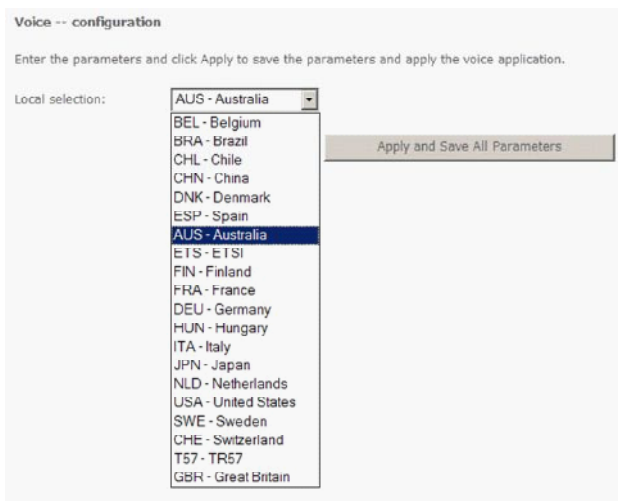 Voice -- configuration
Enter the parameters and click Apply to save the parameters and apply the voice application.
Local selection:
AUS - Australia
BEL - Belgium
BRA - Brazil
CHL - Chile
CHN - China
DNK - Denmark
ESP - Spain
AUS - Australia
ETS - ETSI
FIN - Finland
FRA - France
DEU - Germany
HUN - Hungary
ITA - Italy
JPN - Japan
NLD - Netherlands
USA - United States
SWE - Sweden
CHE - Switzerland
T57 - TR57
GBR - Great Britain
Apply and Save All Parameters